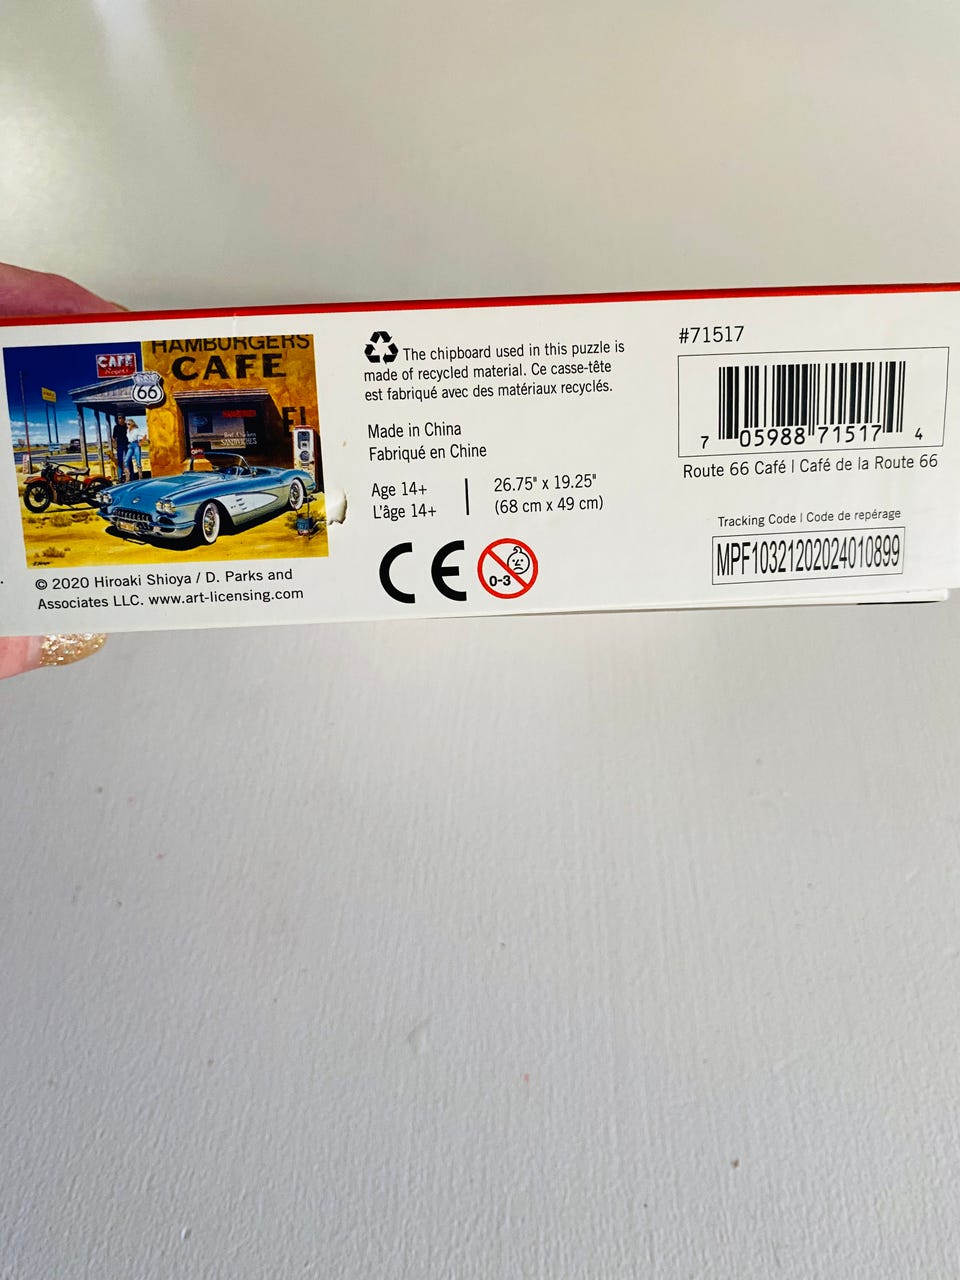 HAMBURGERS
CAFE
CAFE
66
© 2020 Hiroaki Shioya / D. Parks and
Associates LLC. www.art-licensing.com
The chipboard used in this puzzle is
made of recycled material. Ce casse-tête
est fabriqué avec des matériaux recyclés.
Made in China
Fabriqué en Chine
Age 14+
L'âge 14+
26.75" x 19.25"
(68 cm x 49 cm)
CE
0-3
#71517
7 05988 71517 4
Route 66 Café | Café de la Route 66
Tracking Code | Code de repérage
MPF10321202024010899